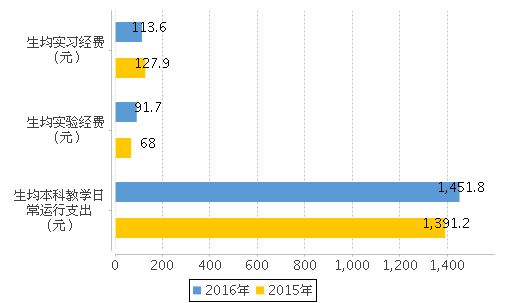 生均实习经费
（元）
113.6
127.9
生均实验经费
（元）
91.7
68
生均本科教学日
常运行支出
（元）
1,451.8
1,391.2
0 200 400 600 800 1,000 1,200 1,400
2016年 2015年